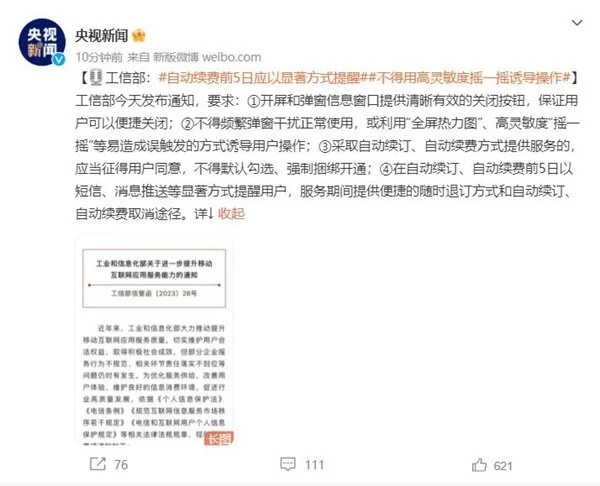 央视
新闻
央视新闻
10分钟前 来自 新版微博 weibo.com
【🎙工信部：#自动续费前5日应以显著方式提醒##不得用高灵敏度摇一摇诱导操作#】
工信部今天发布通知，要求：①开屏和弹窗信息窗口提供清晰有效的关闭按钮，保证用
户可以便捷关闭；②不得频繁弹窗干扰正常使用，或利用“全屏热力图”、高灵敏度“摇一
摇”等易造成误触发的方式诱导用户操作；③采取自动续订、自动续费方式提供服务的，
应当征得用户同意，不得默认勾选、强制捆绑开通；④在自动续订、自动续费前5日以
短信、消息推送等显著方式提醒用户，服务期间提供便捷的随时退订方式和自动续订、
自动续费取消途径。详↓ 收起
工业和信息化部关于进一步提升移动
互联网应用服务能力的通知
工信部信管函〔2023〕26号
近年来，工业和信息化部大力推动提升
移动互联网应用服务质量，切实维护用户合
法权益，取得积极社会成效，但部分企业服务
行为不规范、相关环节责任落实不到位等
问题仍时有发生。为优化服务供给，改善用
户体验，维护良好的信息消费环境，促进行
业高质量发展，依据《个人信息保护法》
《电信条例》《规范互联网信息服务市场秩
序若干规定》《电信和互联网用户个人信息
保护规定》等相关法律法规规章，现
长图
76
111
621